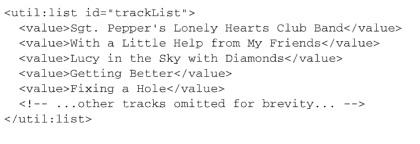 <util:list id="trackList">
<value>Sgt. Pepper's Lonely Hearts Club Band</value>
<value>With a Little Help from My Friends</value>
<value>Lucy in the Sky with Diamonds</value>
<value>Getting Better</value>
<value>Fixing a Hole</value>
<!-- ...other tracks omitted for brevity... -->
</util:list>